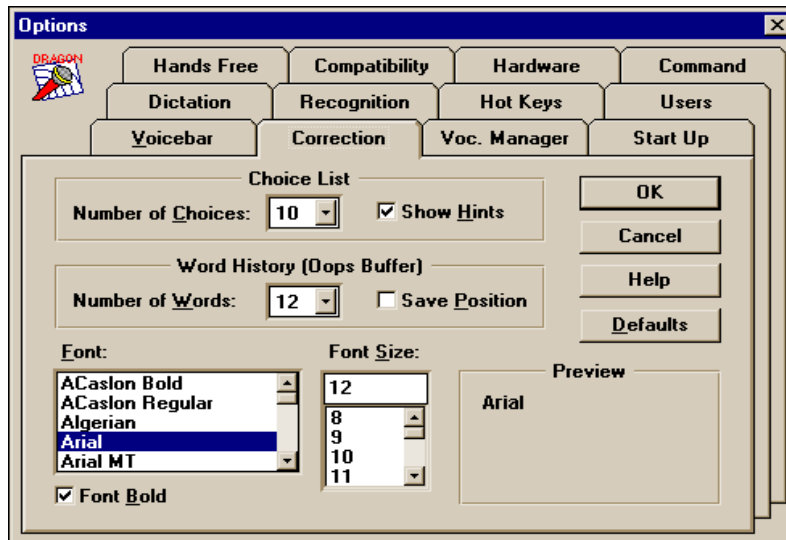 Options
DRAGON
Hands Free Compatibility Hardware Command
Dictation Recognition Hot Keys Users
Voicebar Correction Voc. Manager Start Up
Choice List
Number of Choices: 10 Show Hints
OK
Cancel
Word History (Oops Buffer)
Number of Words: 12 Save Position
Help
Defaults
Font:
ACaslon Bold
ACaslon Regular
Algerian
Arial
Arial MT
Font Bold
Font Size:
12
8
9
10
11
Preview
Arial